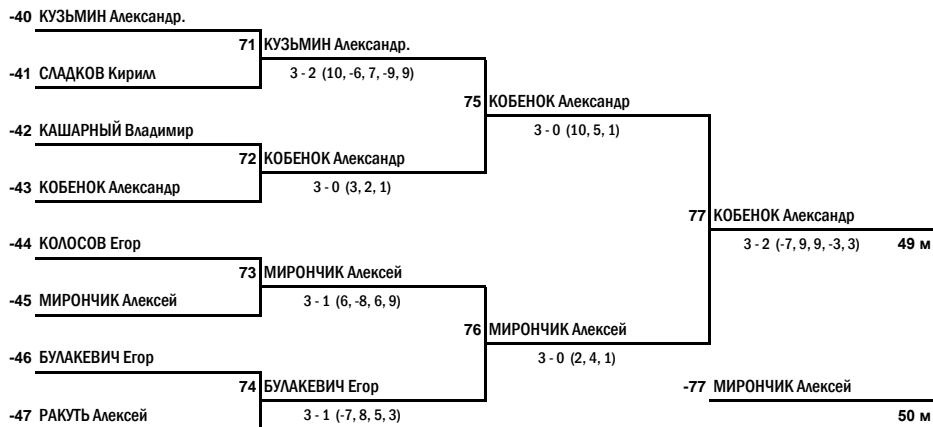 -40 КУЗЬМИН Александр.
71 КУЗЬМИН Александр.
-41 СЛАДКОВ Кирилл
3 - 2 (10, -6, 7, -9, 9)
75 КОБЕНОК Александр
-42 КАШАРНЫЙ Владимир
3 - 0 (10, 5, 1)
72 КОБЕНОК Александр
-43 КОБЕНОК Александр
3 - 0 (3, 2, 1)
77 КОБЕНОК Александр
-44 КОЛОСОВ Егор
3 - 2 (-7, 9, 9, -3, 3) 49 м
73 МИРОНЧИК Алексей
-45 МИРОНЧИК Алексей
3 - 1 (6, -8, 6, 9)
76 МИРОНЧИК Алексей
-46 БУЛАКЕВИЧ Егор
3 - 0 (2, 4, 1)
74 БУЛАКЕВИЧ Егор
-77 МИРОНЧИК Алексей
-47 РАКУТЬ Алексей
3 - 1 (-7, 8, 5, 3)
50 м